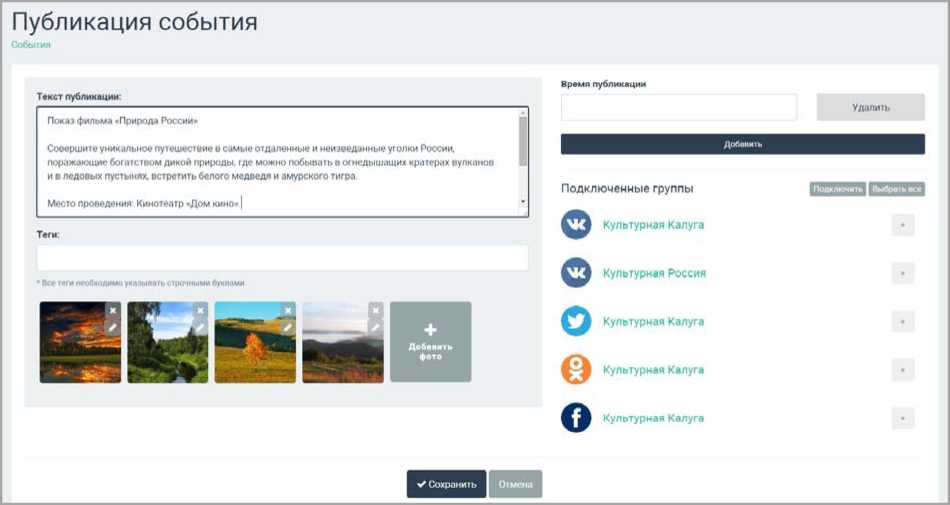 Публикация события
События
Текст публикации:
Показ фильма «Природа России»
Совершите уникальное путешествие в самые отдаленные и неизведанные уголки России,
поражающие богатством дикой природы, где можно побывать в огнедышащих кратерах вулканов
и в ледовых пустынях, встретить белого медведя и амурского тигра.
Место проведения: Кинотеатр «Дом кино»
Теги:
* Все теги необходимо указывать строчными буквами
Добавить
фото
Время публикации
Удалить
Добавить
Подключенные группы
Подключить
Выбрать все
Культурная Калуга
Культурная Россия
Культурная Калуга
Культурная Калуга
Культурная Калуга
Сохранить
Отмена